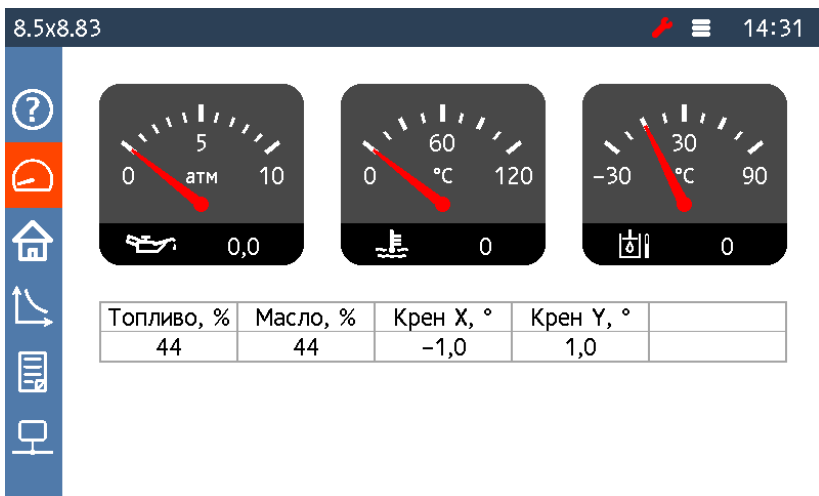 8.5x8.83 14:31
?
5 60 30
0 атм 10 0 °C 120 −30 °C 90
0,0 0 0
Топливо, % Масло, % Крен X, ° Крен Y, °
44 44 −1,0 1,0